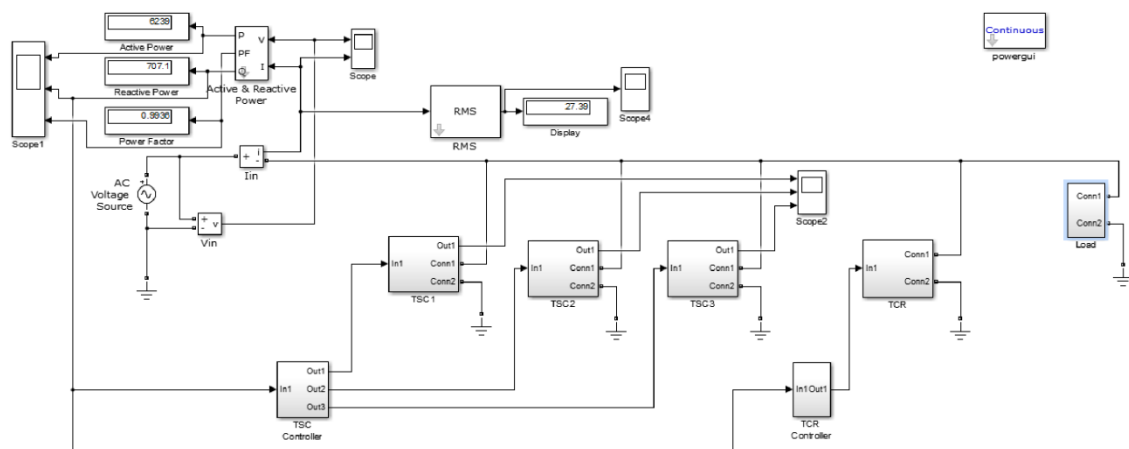 6239
Active Power
707.1
Reactive Power
0.9936
Power Factor
Scope1
P
PF
Q
V
I
Active & Reactive
Power
Scope
Continuous
powergui
RMS
RMS
27.39
Display
Scope4
AC
Voltage
Source
+
+ i
-
Iin
+
- v
Vin
Scope2
In1
Out1
Conn1
Conn2
TSC1
In1
Out1
Conn1
Conn2
TSC2
In1
Out1
Conn1
Conn2
TSC3
In1
Conn1
Conn2
TCR
Conn1
Conn2
Load
In1
Out1
Out2
Out3
TSC
Controller
In1 Out1
TCR
Controller